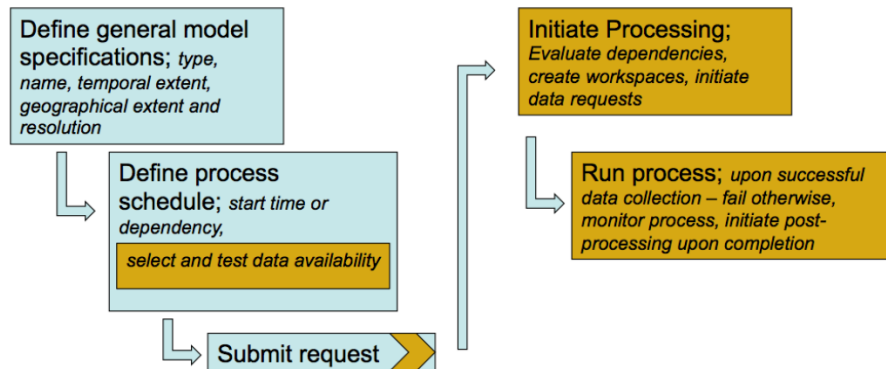 Define general model
specifications; type,
name, temporal extent,
geographical extent and
resolution
Define process
schedule; start time or
dependency,
select and test data availability
Submit request
Initiate Processing;
Evaluate dependencies,
create workspaces, initiate
data requests
Run process; upon successful
data collection – fail otherwise,
monitor process, initiate post-
processing upon completion